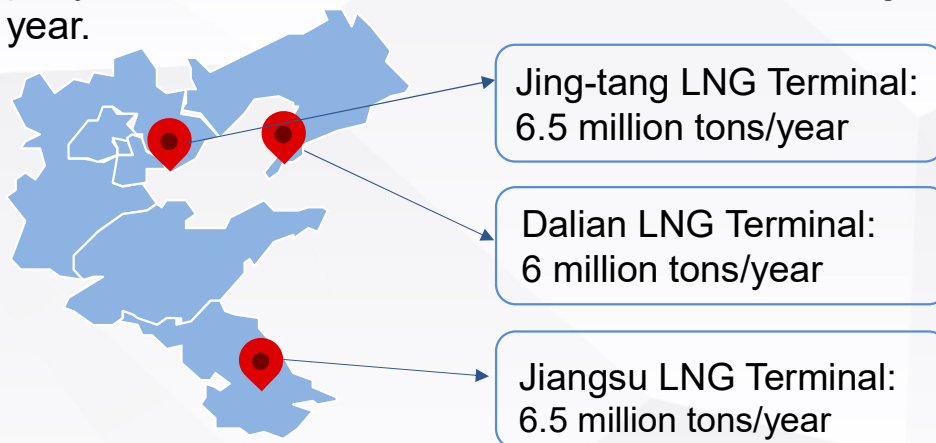 year.
Jing-tang LNG Terminal:
6.5 million tons/year
Dalian LNG Terminal:
6 million tons/year
Jiangsu LNG Terminal:
6.5 million tons/year